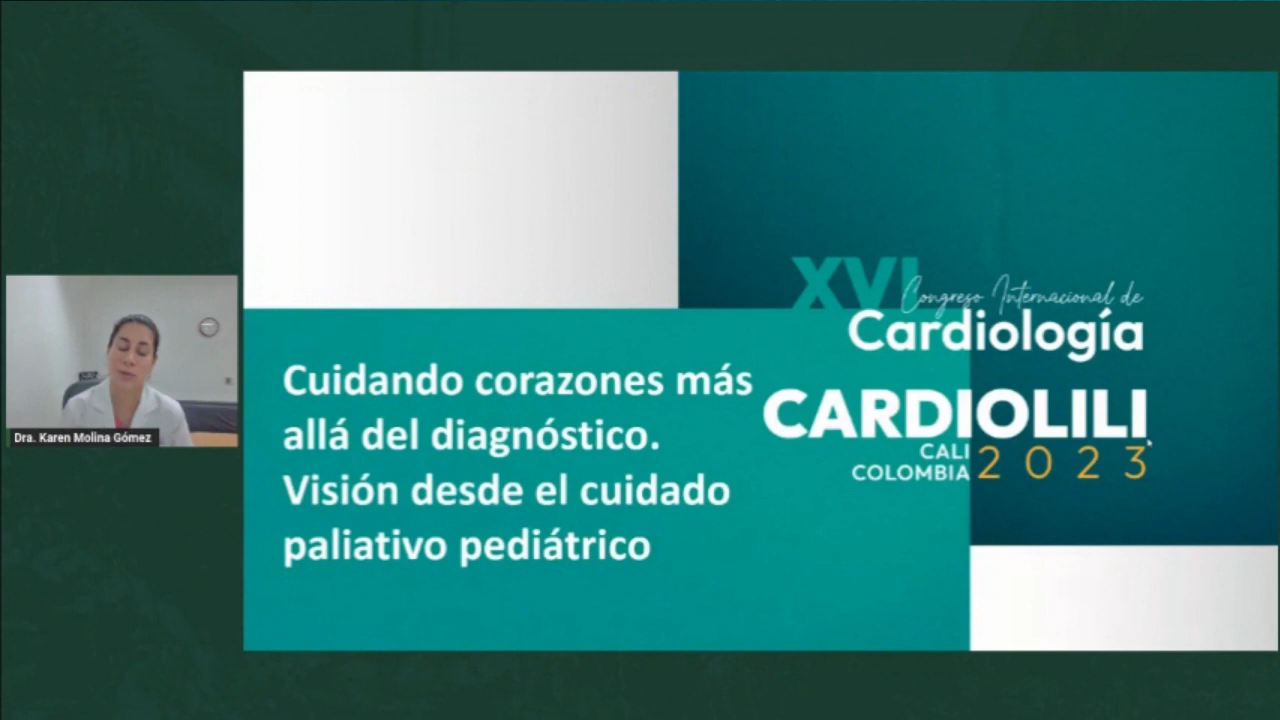 Dra. Karen Molina Gómez
Cuidando corazones más
allá del diagnóstico.
Visión desde el cuidado
paliativo pediátrico
XVI
Congreso Internacional de
Cardiología
CARDIOLILI
CALI
COLOMBIA
2023